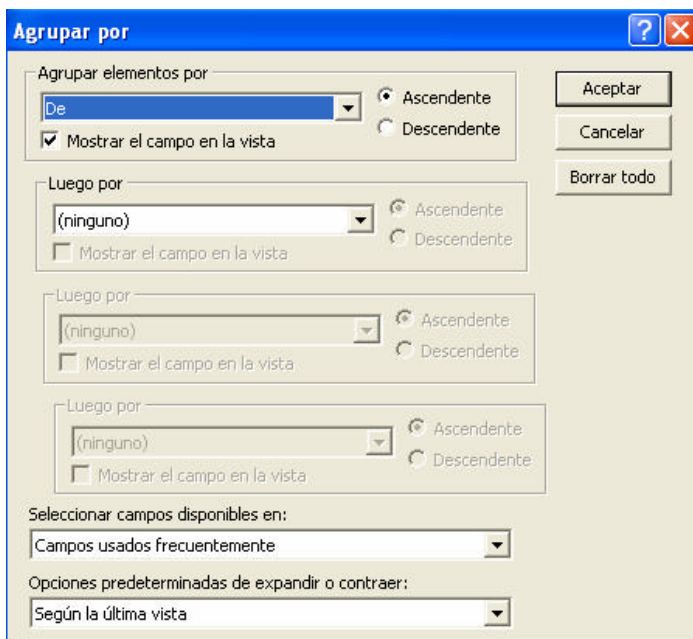 Agrupar por
Agrupar elementos por
De
Ascendente
Descendente
Mostrar el campo en la vista
Aceptar
Cancelar
Borrar todo
Luego por
(ninguno)
Ascendente
Descendente
Mostrar el campo en la vista
Luego por
(ninguno)
Ascendente
Descendente
Mostrar el campo en la vista
Luego por
(ninguno)
Ascendente
Descendente
Mostrar el campo en la vista
Seleccionar campos disponibles en:
Campos usados frecuentemente
Opciones predeterminadas de expandir o contraer:
Según la última vista